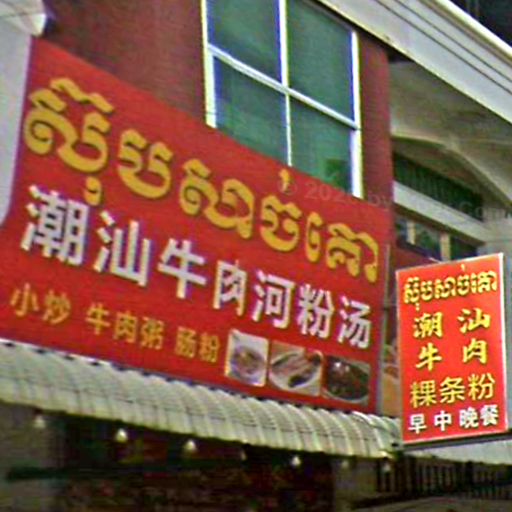 ស៊ុបសាច់គោ
潮汕牛肉河粉汤
小炒 牛肉粥 肠粉
ស៊ុបសាច់គោ
潮汕
牛肉
粿条粉
早中晚餐